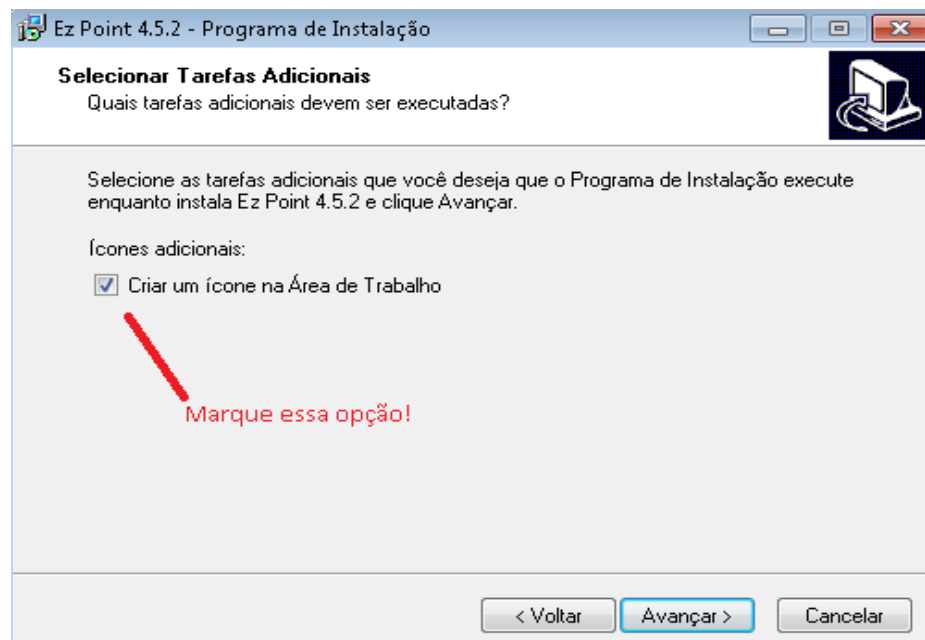 Ez Point 4.5.2 - Programa de Instalação
Selecionar Tarefas Adicionais
Quais tarefas adicionais devem ser executadas?
Selecione as tarefas adicionais que você deseja que o Programa de Instalação execute
enquanto instala Ez Point 4.5.2 e clique Avançar.
Ícones adicionais:
Criar um ícone na Área de Trabalho
Marque essa opção!
< Voltar
Avançar >
Cancelar